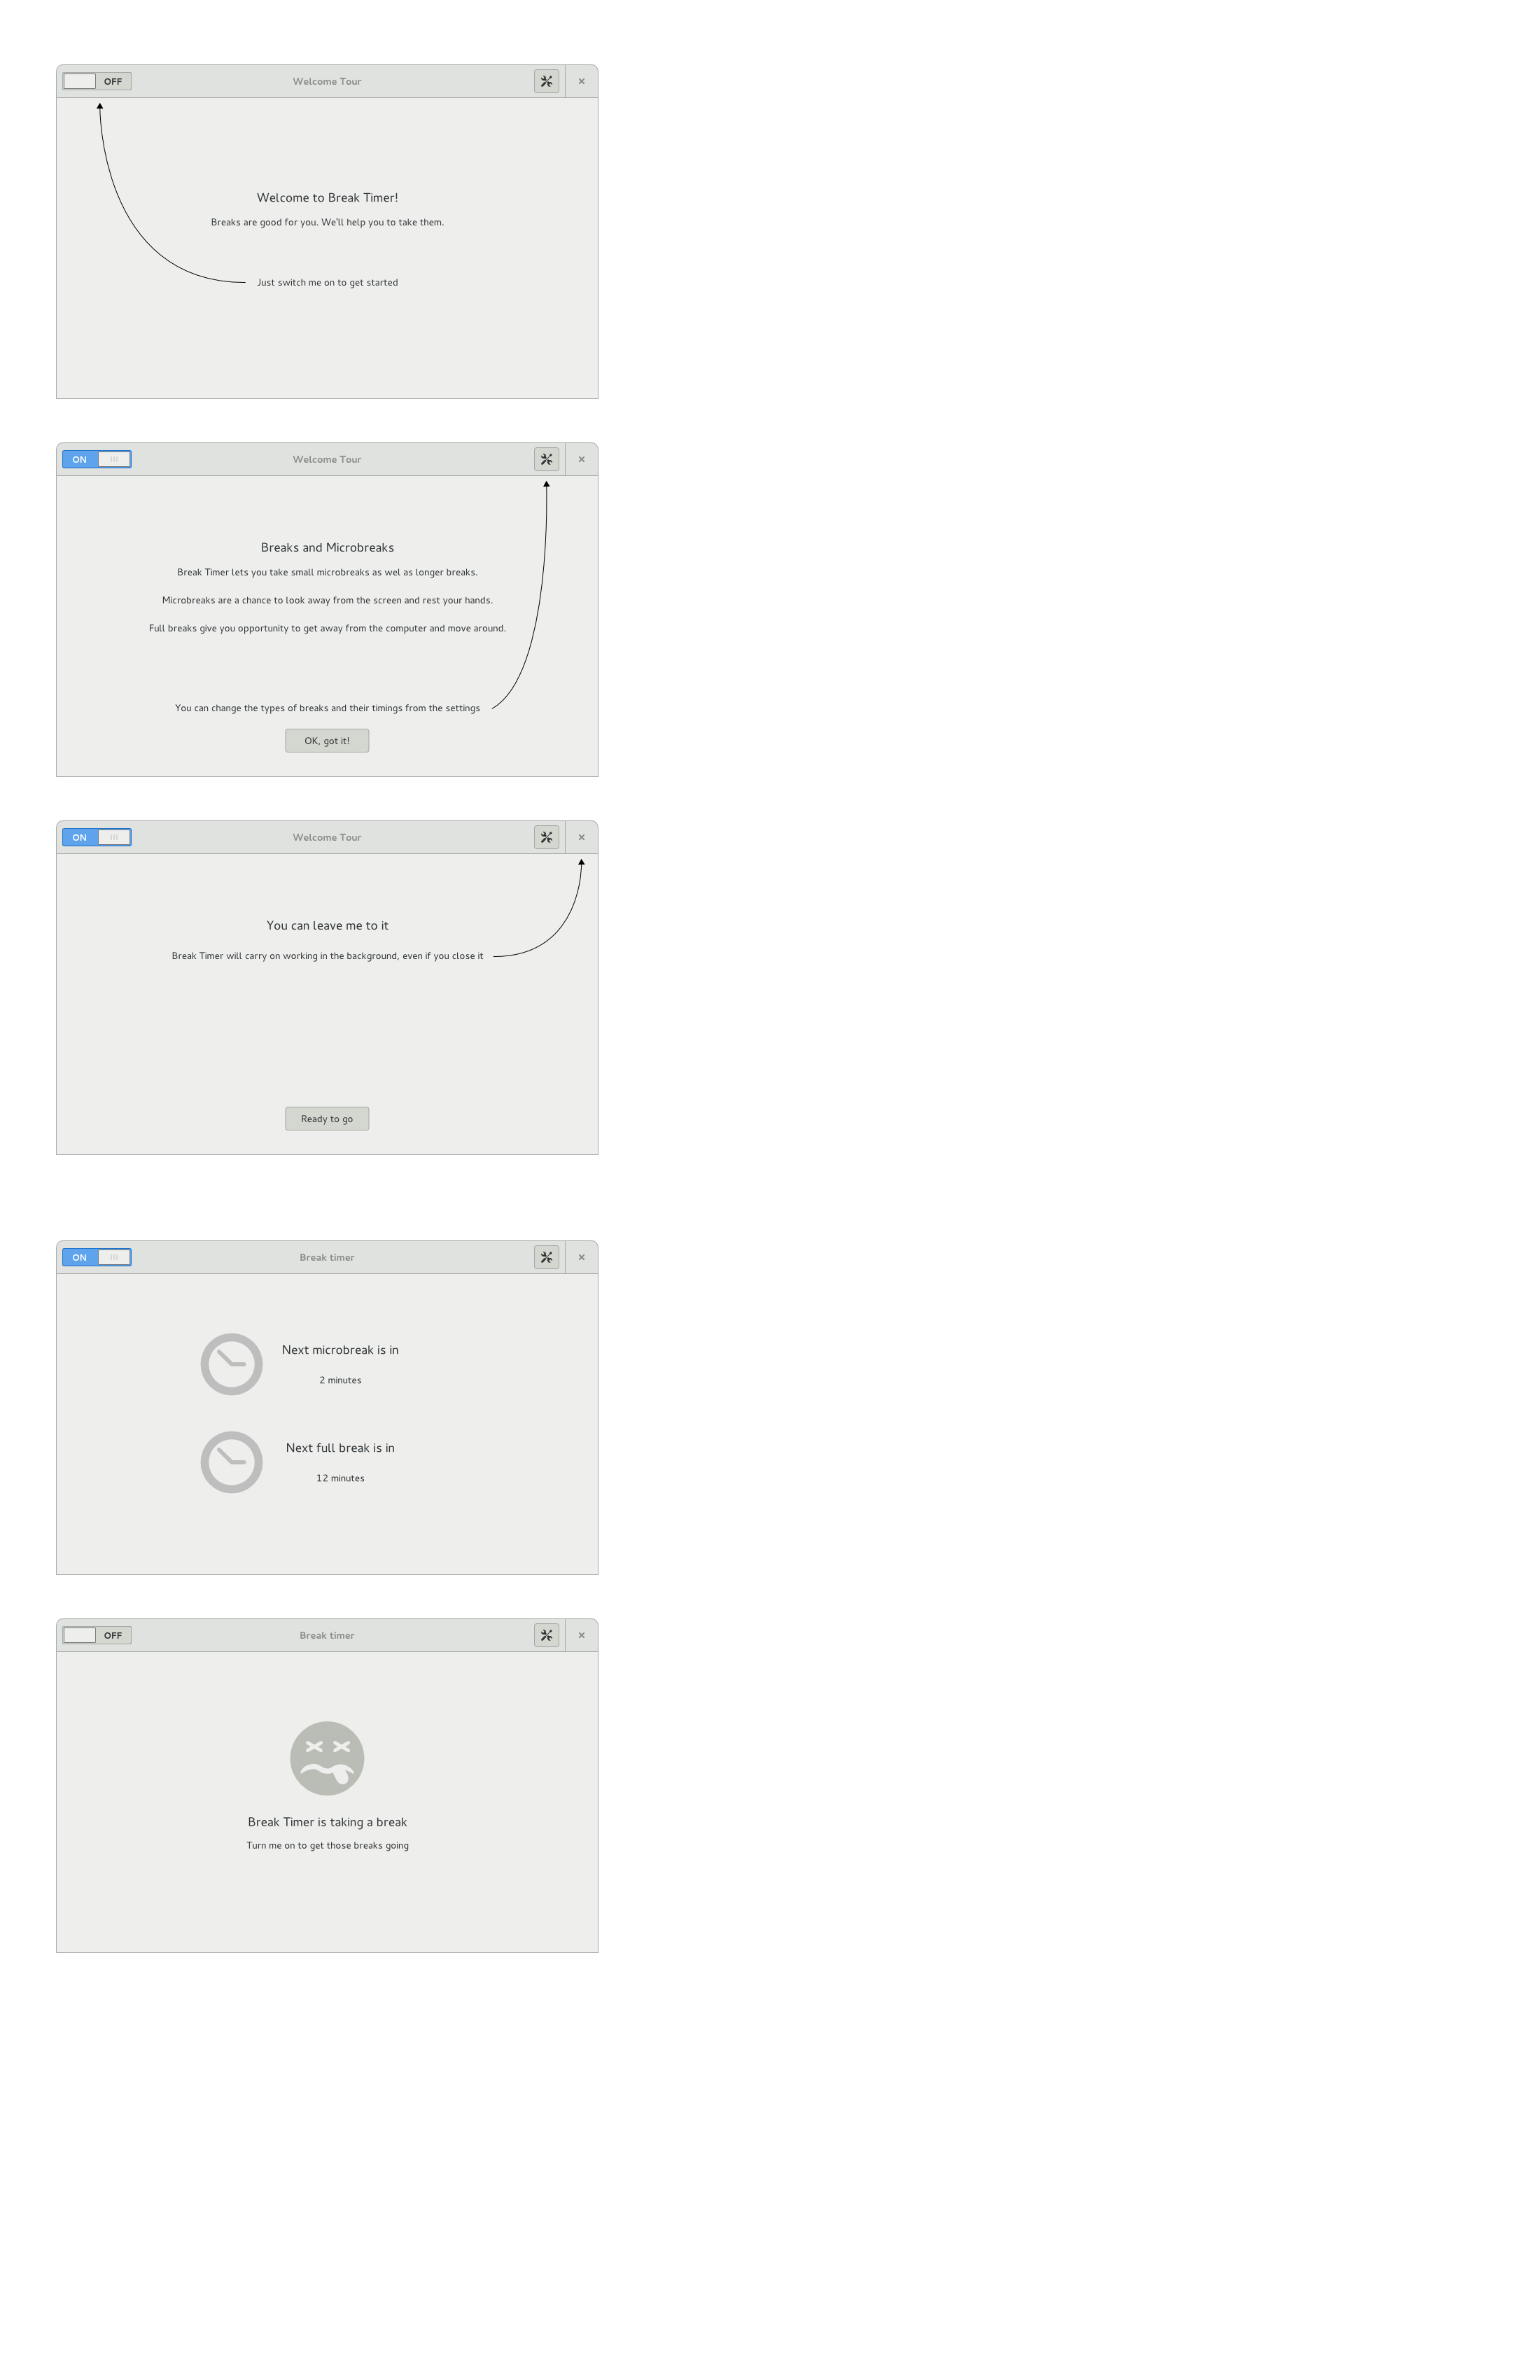 OFF
Welcome Tour
Welcome to Break Timer!
Breaks are good for you. We'll help you to take them.
Just switch me on to get started
ON
Welcome Tour
Breaks and Microbreaks
Break Timer lets you take small microbreaks as wel as longer breaks.
Microbreaks are a chance to look away from the screen and rest your hands.
Full breaks give you opportunity to get away from the computer and move around.
You can change the types of breaks and their timings from the settings
OK, got it!
ON
Welcome Tour
You can leave me to it
Break Timer will carry on working in the background, even if you close it
Ready to go
ON
Break timer
Next microbreak is in
2 minutes
Next full break is in
12 minutes
OFF
Break timer
Break Timer is taking a break
Turn me on to get those breaks going